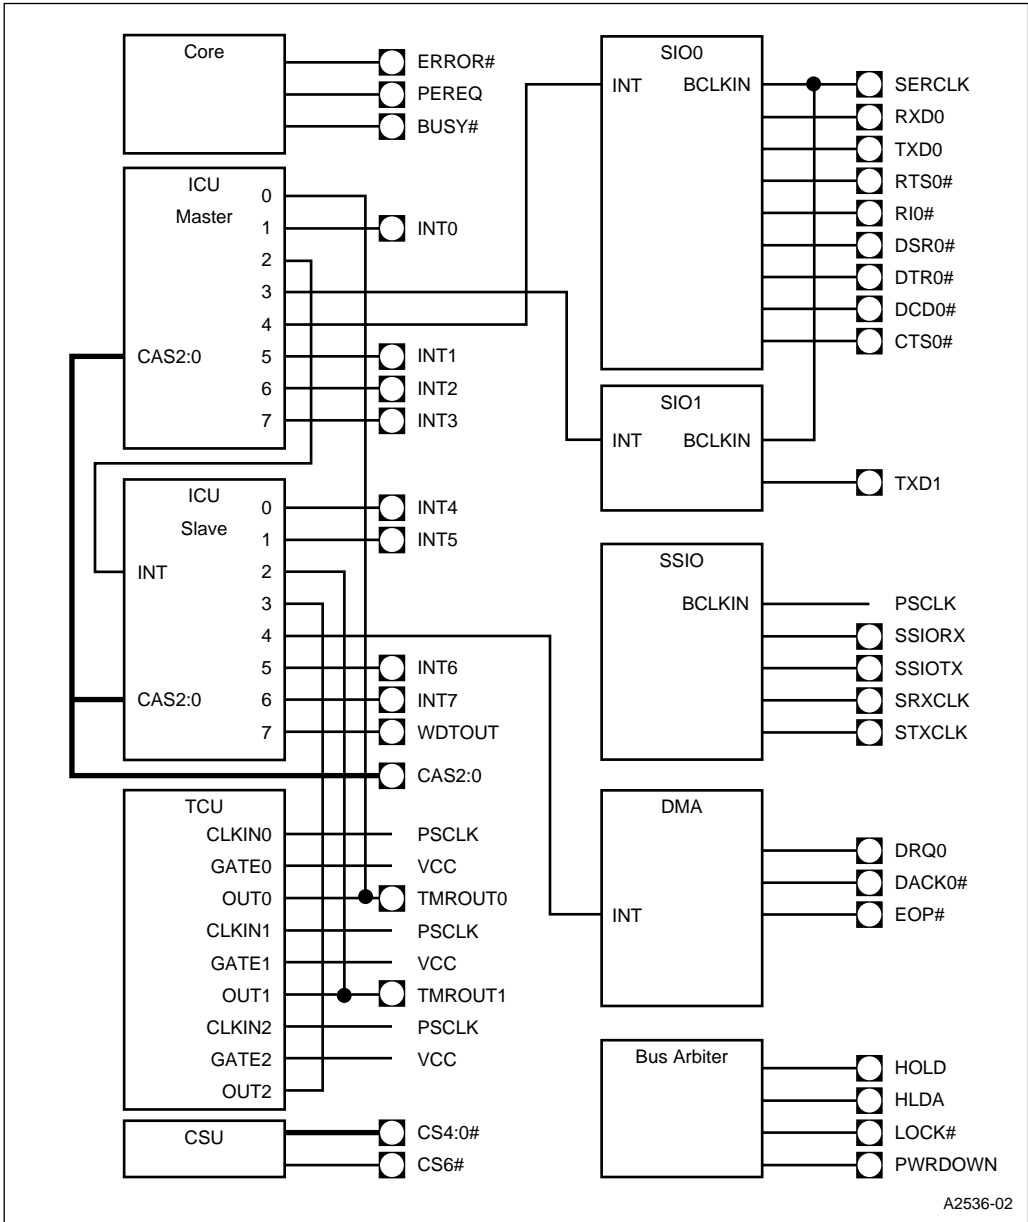 Core
ERROR#
PEREQ
BUSY#
ICU
Master
0
1 INT0
2
3
4
CAS2:0 5 INT1
6 INT2
7 INT3
ICU
Slave
0 INT4
1 INT5
INT 2
3
4
5 INT6
CAS2:0 6 INT7
7 WDTOUT
CAS2:0
TCU
CLKIN0 PSCLK
GATE0 VCC
OUT0 TMROUT0
CLKIN1 PSCLK
GATE1 VCC
OUT1 TMROUT1
CLKIN2 PSCLK
GATE2 VCC
OUT2
CSU
CS4:0#
CS6#
SIO0
INT BCLKIN SERCLK
RXD0
TXD0
RTS0#
RI0#
DSR0#
DTR0#
DCD0#
CTS0#
SIO1
INT BCLKIN
TXD1
SSIO
BCLKIN PSCLK
SSIORX
SSIOTX
SRXCLK
STXCLK
DMA
DRQ0
DACK0#
INT EOP#
Bus Arbiter
HOLD
HLDA
LOCK#
PWRDOWN
A2536-02